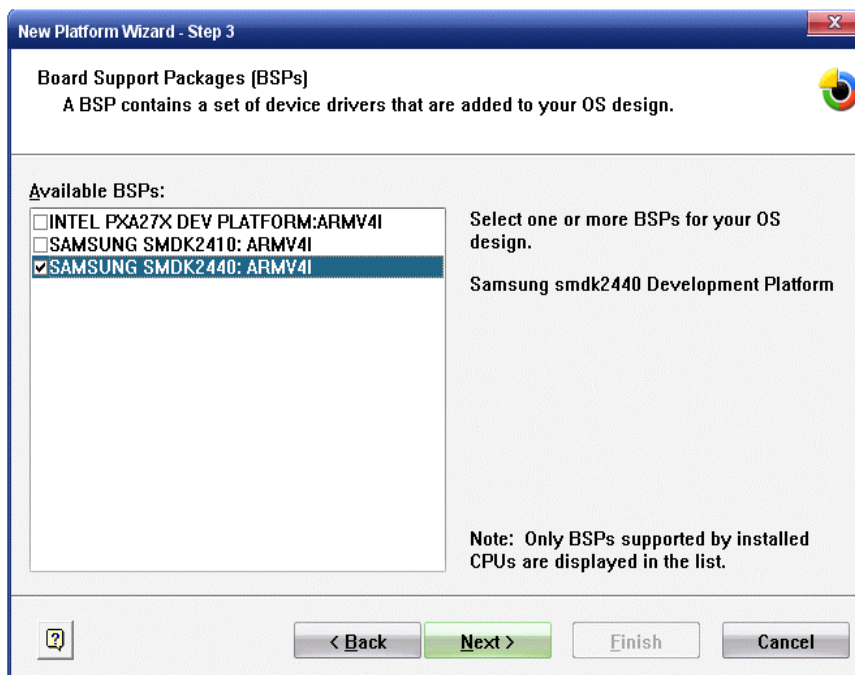 New Platform Wizard - Step 3
X
Board Support Packages (BSPs)
A BSP contains a set of device drivers that are added to your OS design.
Available BSPs:
INTEL PXA27X DEV PLATFORM:ARMV4I
SAMSUNG SMDK2410: ARMV4I
SAMSUNG SMDK2440: ARMV4I
Select one or more BSPs for your OS
design.
Samsung smdk2440 Development Platform
Note: Only BSPs supported by installed
CPUs are displayed in the list.
?
< Back
Next >
Finish
Cancel